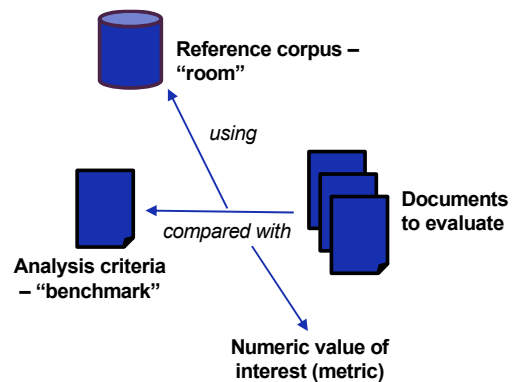 Reference corpus –
“room”
using
Documents
to evaluate
compared with
Analysis criteria
– “benchmark”
Numeric value of
interest (metric)